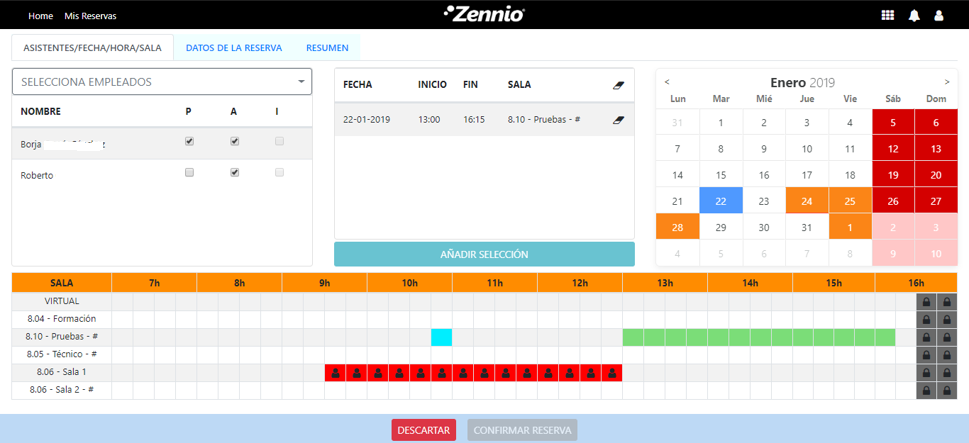 Home Mis Reservas
Zennio
ASISTENTES/FECHA/HORA/SALA DATOS DE LA RESERVA RESUMEN
SELECCIONA EMPLEADOS
NOMBRE P A I
Borja
Roberto
FECHA INICIO FIN SALA
22-01-2019 13:00 16:15 8.10 - Pruebas - #
AÑADIR SELECCIÓN
< Enero 2019 >
Lun Mar Mié Jue Vie Sáb Dom
31 1 2 3 4 5 6
7 8 9 10 11 12 13
14 15 16 17 18 19 20
21 22 23 24 25 26 27
28 29 30 31 1 2 3
4 5 6 7 8 9 10
SALA 7h 8h 9h 10h 11h 12h 13h 14h 15h 16h
VIRTUAL
8.04 - Formación
8.10 - Pruebas - #
8.05 - Técnico - #
8.06 - Sala 1
8.06 - Sala 2 - #
DESCARTAR CONFIRMAR RESERVA